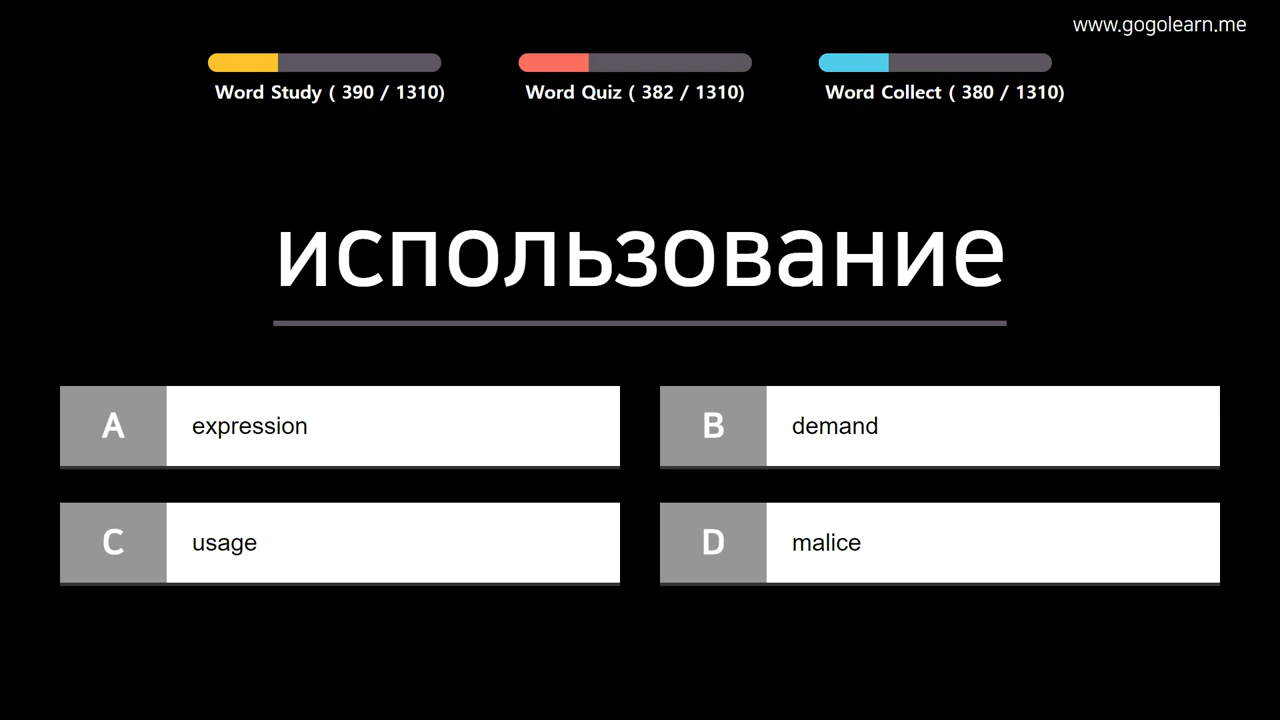 www.gogolearn.me
Word Study ( 390 / 1310) Word Quiz ( 382 / 1310) Word Collect ( 380 / 1310)
использование
A expression B demand
C usage D malice